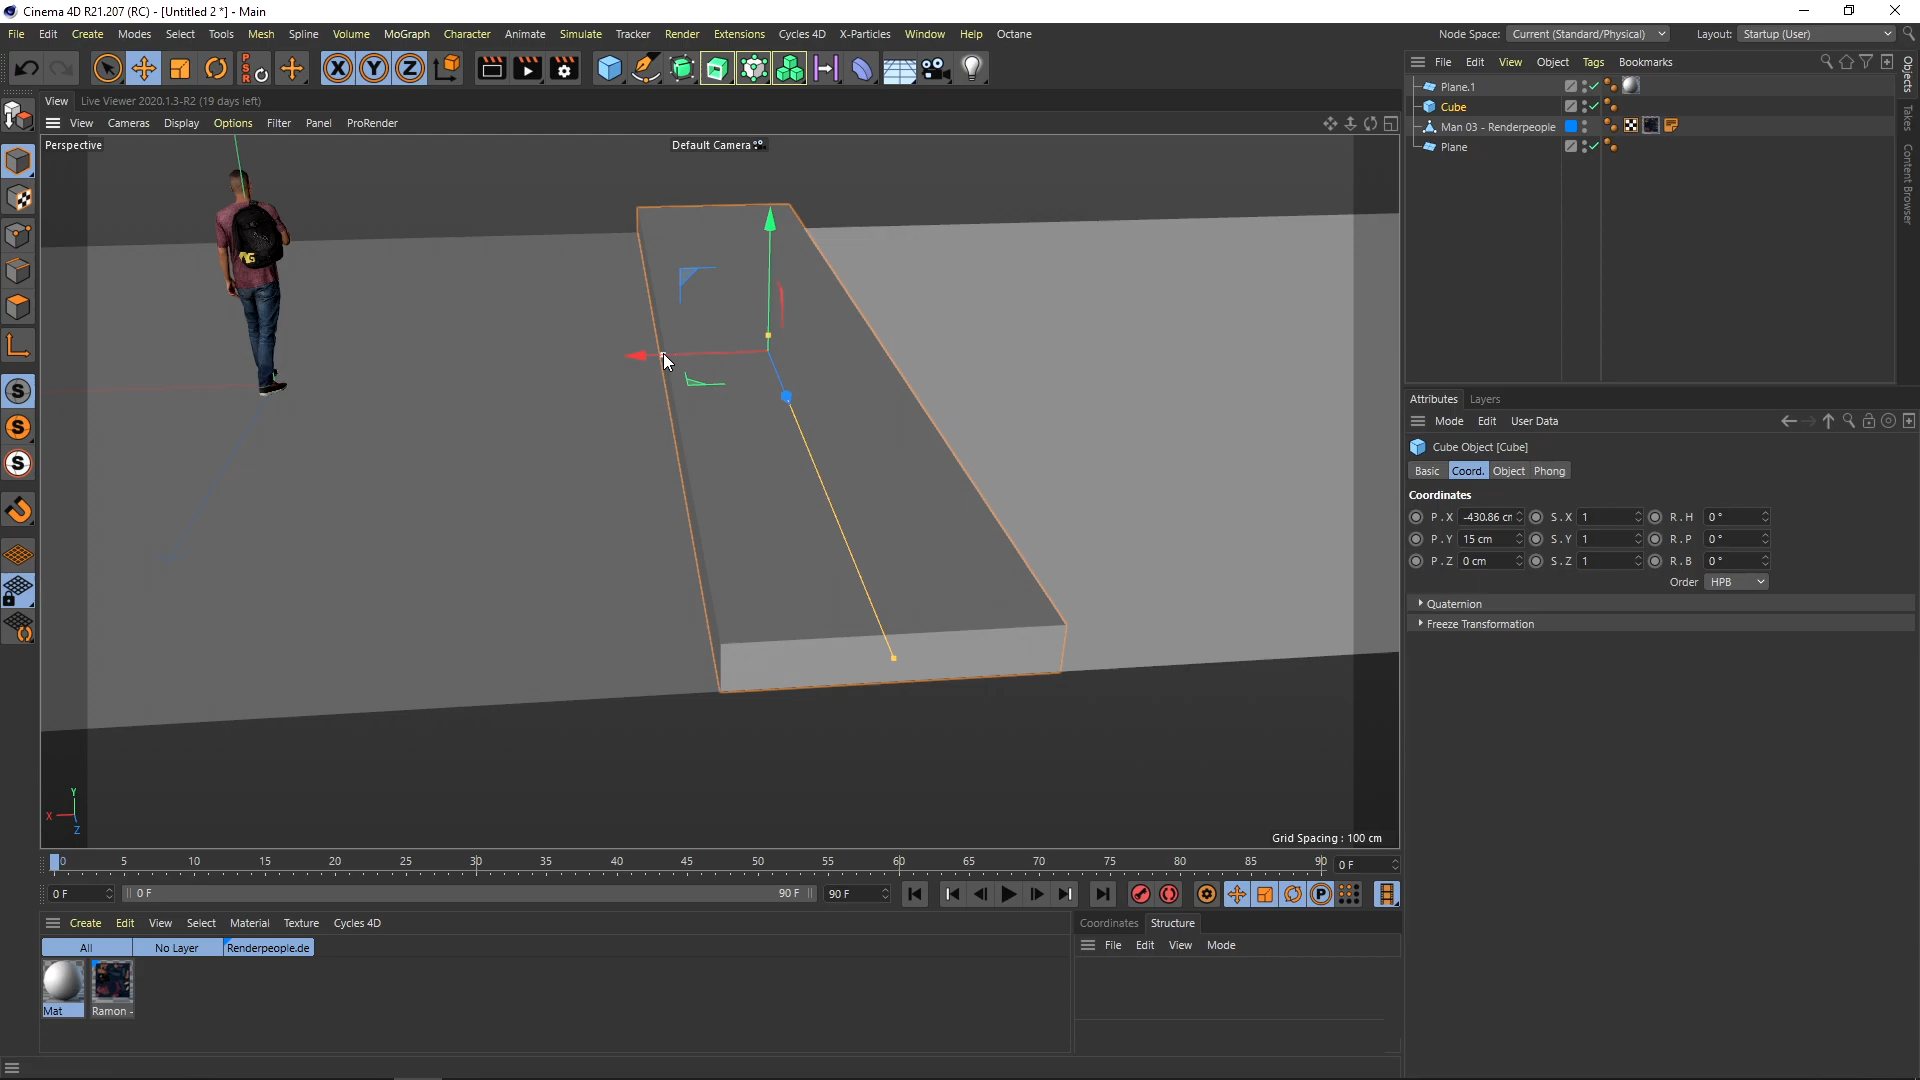 Cinema 4D R21.207 (RC) - [Untitled 2 *] - Main
File Edit Create Modes Select Tools Mesh Spline Volume MoGraph Character Animate Simulate Tracker Render Extensions Cycles 4D X-Particles Window Help Octane Node Space: Current (Standard/Physical) Layout: Startup (User)
File Edit View Object Tags Bookmarks
Objects
Takes
Content Browser
Plane.1
Cube
Man 03 - Renderpeople
Plane
View Live Viewer 2020.1.3-R2 (19 days left)
View Cameras Display Options Filter Panel ProRender
Perspective
Default Camera
Y
X
Z
Grid Spacing : 100 cm
Attributes Layers
Mode Edit User Data
Cube Object [Cube]
Basic Coord. Object Phong
Coordinates
P . X -430.86 cm S . X 1 R . H 0 °
P . Y 15 cm S . Y 1 R . P 0 °
P . Z 0 cm S . Z 1 R . B 0 °
Order HPB
Quaternion
Freeze Transformation
0 5 10 15 20 25 30 35 40 45 50 55 60 65 70 75 80 85 90 0 F
0 F 0 F 90 F 90 F
Create Edit View Select Material Texture Cycles 4D
All No Layer Renderpeople.de
Mat Ramon -
Coordinates Structure
File Edit View Mode